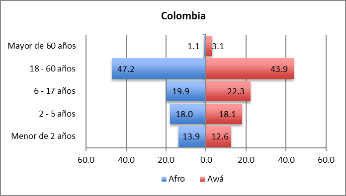 Colombia
Mayor de 60 años 1.1 3.1
18 - 60 años 47.2 43.9
6 - 17 años 19.9 22.3
2 - 5 años 18.0 18.1
Menor de 2 años 13.9 12.6
60.0 40.0 20.0 0.0 20.0 40.0 60.0
Afro Awá